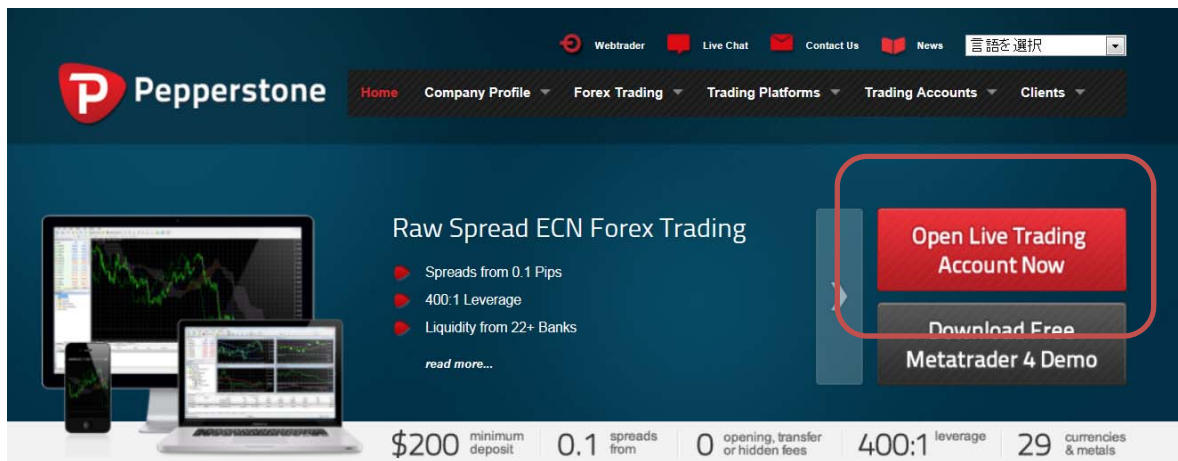 Webtrader Live Chat Contact Us News 言語を選択
Pepperstone
Home Company Profile Forex Trading Trading Platforms Trading Accounts Clients
Raw Spread ECN Forex Trading
Spreads from 0.1 Pips
400:1 Leverage
Liquidity from 22+ Banks
read more...
Open Live Trading
Account Now
Download Free
Metatrader 4 Demo
$200 minimum deposit 0.1 spreads from 0 opening, transfer or hidden fees 400:1 leverage 29 currencies & metals